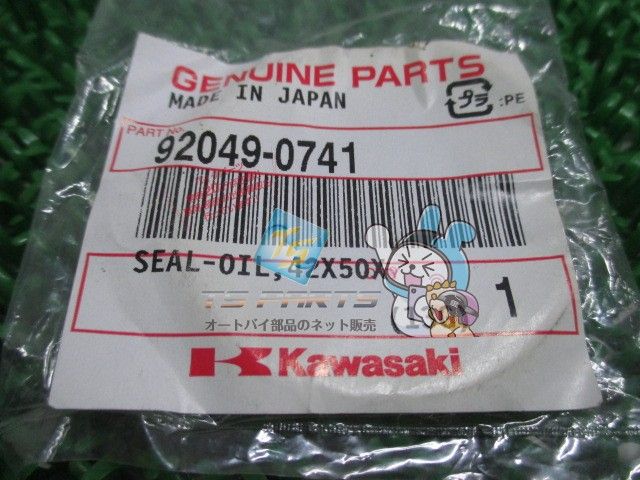 GENUINE PARTS
MADE IN JAPAN
プラ :PE
PART No.
92049-0741
SEAL-OIL,42X50X
TS PARTS
1
オートバイ部品のネット販売
Kawasaki